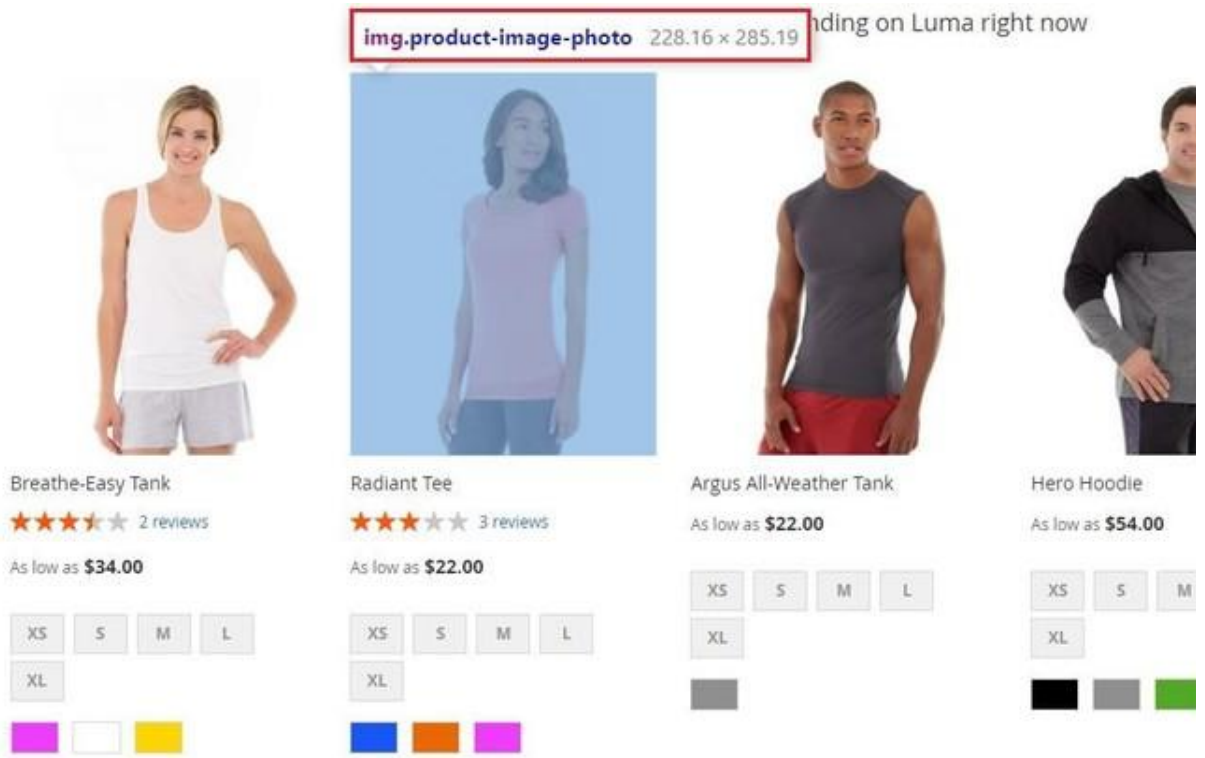 img.product-image-photo 228.16 × 285.19
nding on Luma right now
Breathe-Easy Tank
2 reviews
As low as $34.00
XS S M L
XL
Radiant Tee
3 reviews
As low as $22.00
XS S M L
XL
Argus All-Weather Tank
As low as $22.00
XS S M L
XL
Hero Hoodie
As low as $54.00
XS S M
XL